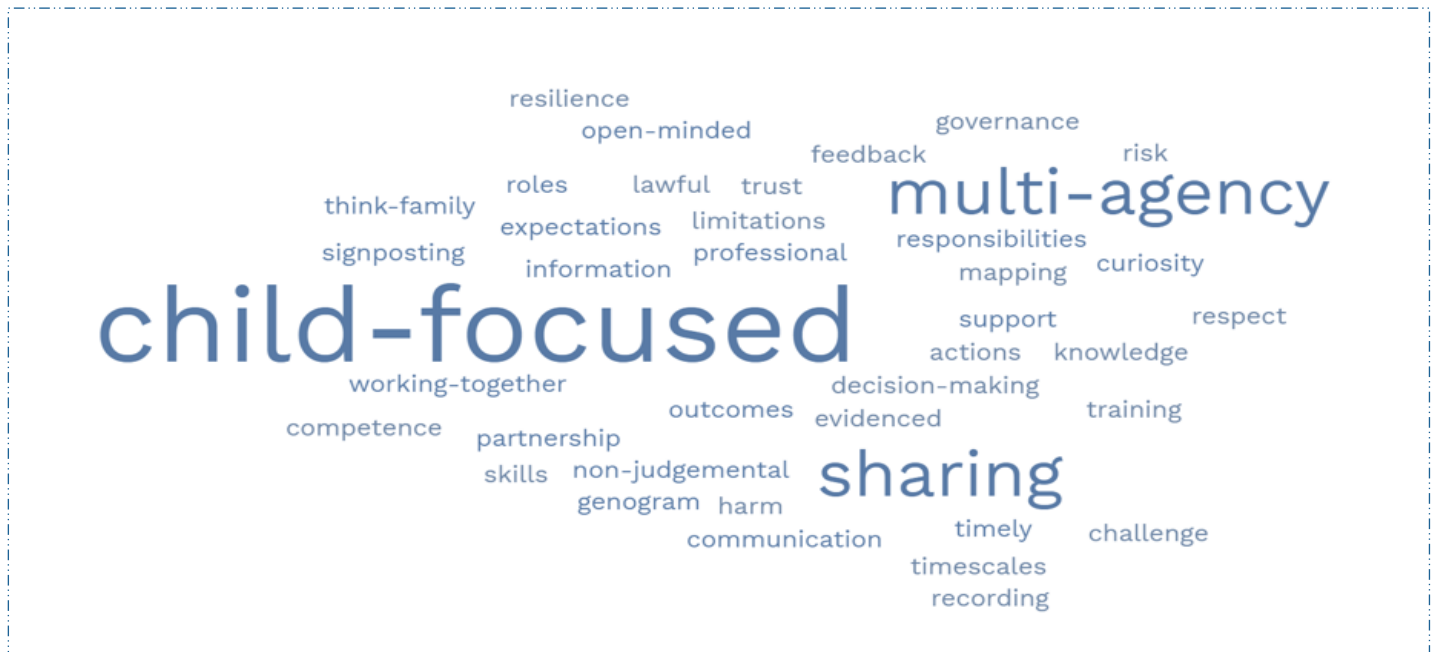 resilience
open-minded
governance
feedback
risk
roles
lawful
trust
multi-agency
think-family
expectations
limitations
responsibilities
signposting
information
professional
mapping
curiosity
child-focused
support
respect
actions
knowledge
working-together
decision-making
outcomes
evidenced
training
competence
partnership
skills
non-judgemental
sharing
genogram
harm
communication
timely
challenge
timescales
recording